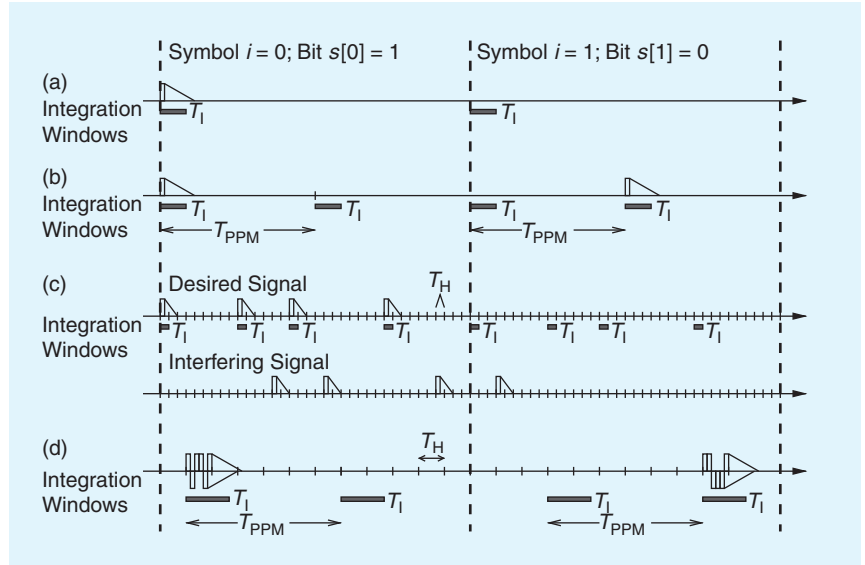 Symbol i = 0; Bit s[0] = 1 Symbol i = 1; Bit s[1] = 0
(a)
Integration Windows
T_I T_I
(b)
Integration Windows
T_I T_I T_I T_I
T_PPM T_PPM
(c)
Desired Signal
T_H
Integration Windows
T_I T_I T_I T_I T_I T_I T_I T_I
Interfering Signal
(d)
T_H
Integration Windows
T_I T_I T_I T_I
T_PPM T_PPM